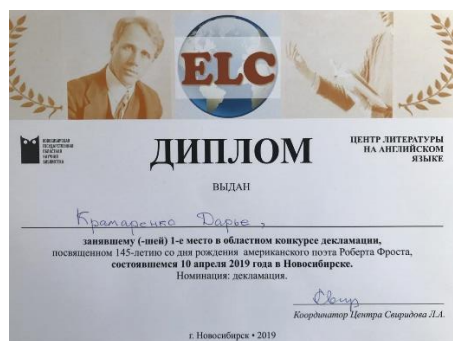 ELC
НОВОСИБИРСКАЯ
ГОСУДАРСТВЕННАЯ
ОБЛАСТНАЯ
НАУЧНАЯ
БИБЛИОТЕКА
ЦЕНТР ЛИТЕРАТУРЫ
НА АНГЛИЙСКОМ
ЯЗЫКЕ
ДИПЛОМ
ВЫДАН
Крамаренко Дарье,
занявшему (-шей) 1-е место в областном конкурсе декламации,
посвященном 145-летию со дня рождения американского поэта Роберта Фроста,
состоявшемся 10 апреля 2019 года в Новосибирске.
Номинация: декламация.
Координатор Центра Свиридова Л.А.
г. Новосибирск • 2019